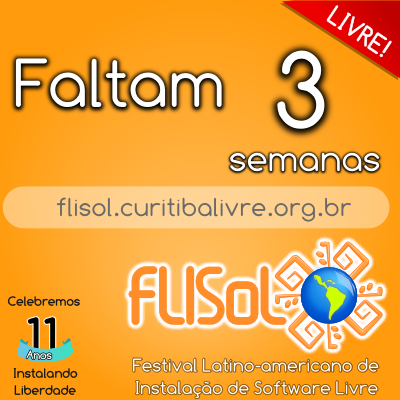 LIVRE!
Faltam 3
semanas
flisol.curitibalivre.org.br
FLISol
Celebremos
11
Anos
Instalando
Liberdade
Festival Latino-americano de
Instalação de Software Livre